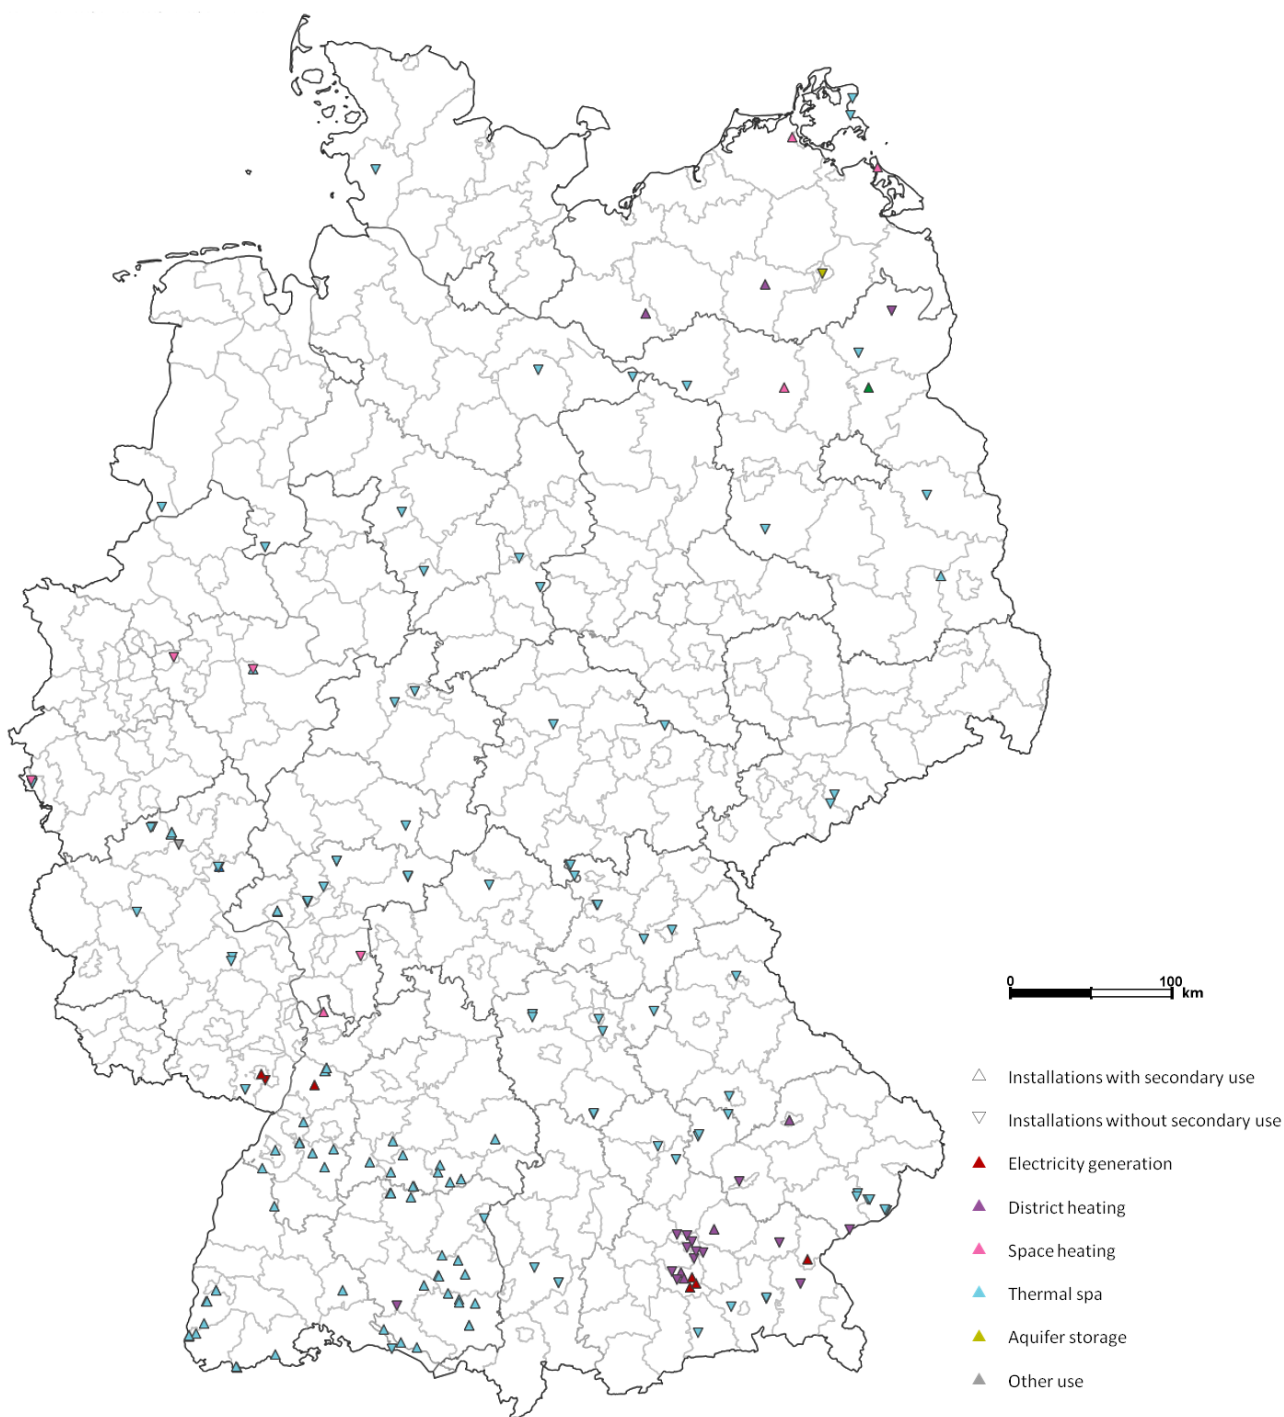 0 100
km
Installations with secondary use
Installations without secondary use
Electricity generation
District heating
Space heating
Thermal spa
Aquifer storage
Other use